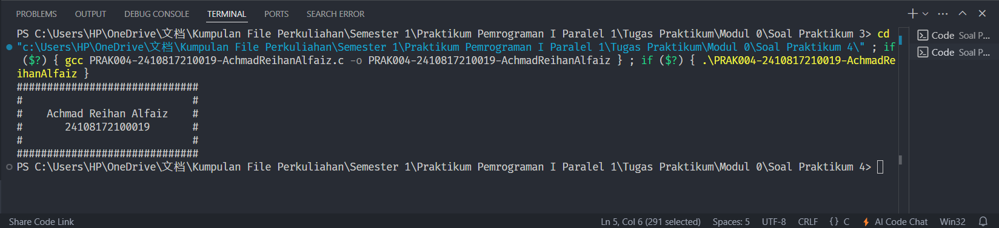 PROBLEMS OUTPUT DEBUG CONSOLE TERMINAL PORTS SEARCH ERROR
PS C:\Users\HP\OneDrive\文档\Kumpulan File Perkuliahan\Semester 1\Praktikum Pemrograman I Paralel 1\Tugas Praktikum\Modul 0\Soal Praktikum 3> cd
"c:\Users\HP\OneDrive\文档\Kumpulan File Perkuliahan\Semester 1\Praktikum Pemrograman I Paralel 1\Tugas Praktikum\Modul 0\Soal Praktikum 4\" ; if
($?) { gcc PRAK004-2410817210019-AchmadReihanAlfaiz.c -o PRAK004-2410817210019-AchmadReihanAlfaiz } ; if ($?) { .\PRAK004-2410817210019-AchmadRe
ihanAlfaiz }
##############################
#                            #
#    Achmad Reihan Alfaiz    #
#       24108172100019       #
#                            #
##############################
PS C:\Users\HP\OneDrive\文档\Kumpulan File Perkuliahan\Semester 1\Praktikum Pemrograman I Paralel 1\Tugas Praktikum\Modul 0\Soal Praktikum 4>
Code Soal P...
Code Soal P...
Share Code Link Ln 5, Col 6 (291 selected) Spaces: 5 UTF-8 CRLF {} C AI Code Chat Win32